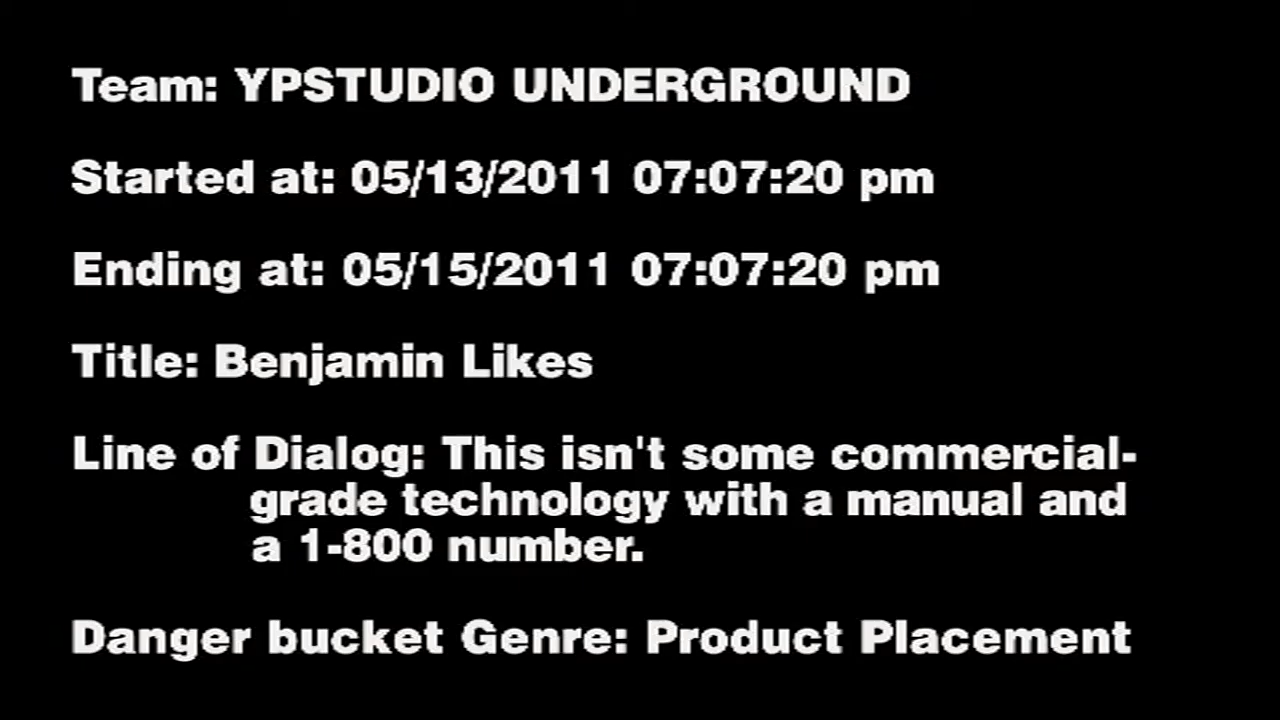 Team: YPSTUDIO UNDERGROUND
Started at: 05/13/2011 07:07:20 pm
Ending at: 05/15/2011 07:07:20 pm
Title: Benjamin Likes
Line of Dialog: This isn't some commercial-
grade technology with a manual and
a 1-800 number.
Danger bucket Genre: Product Placement